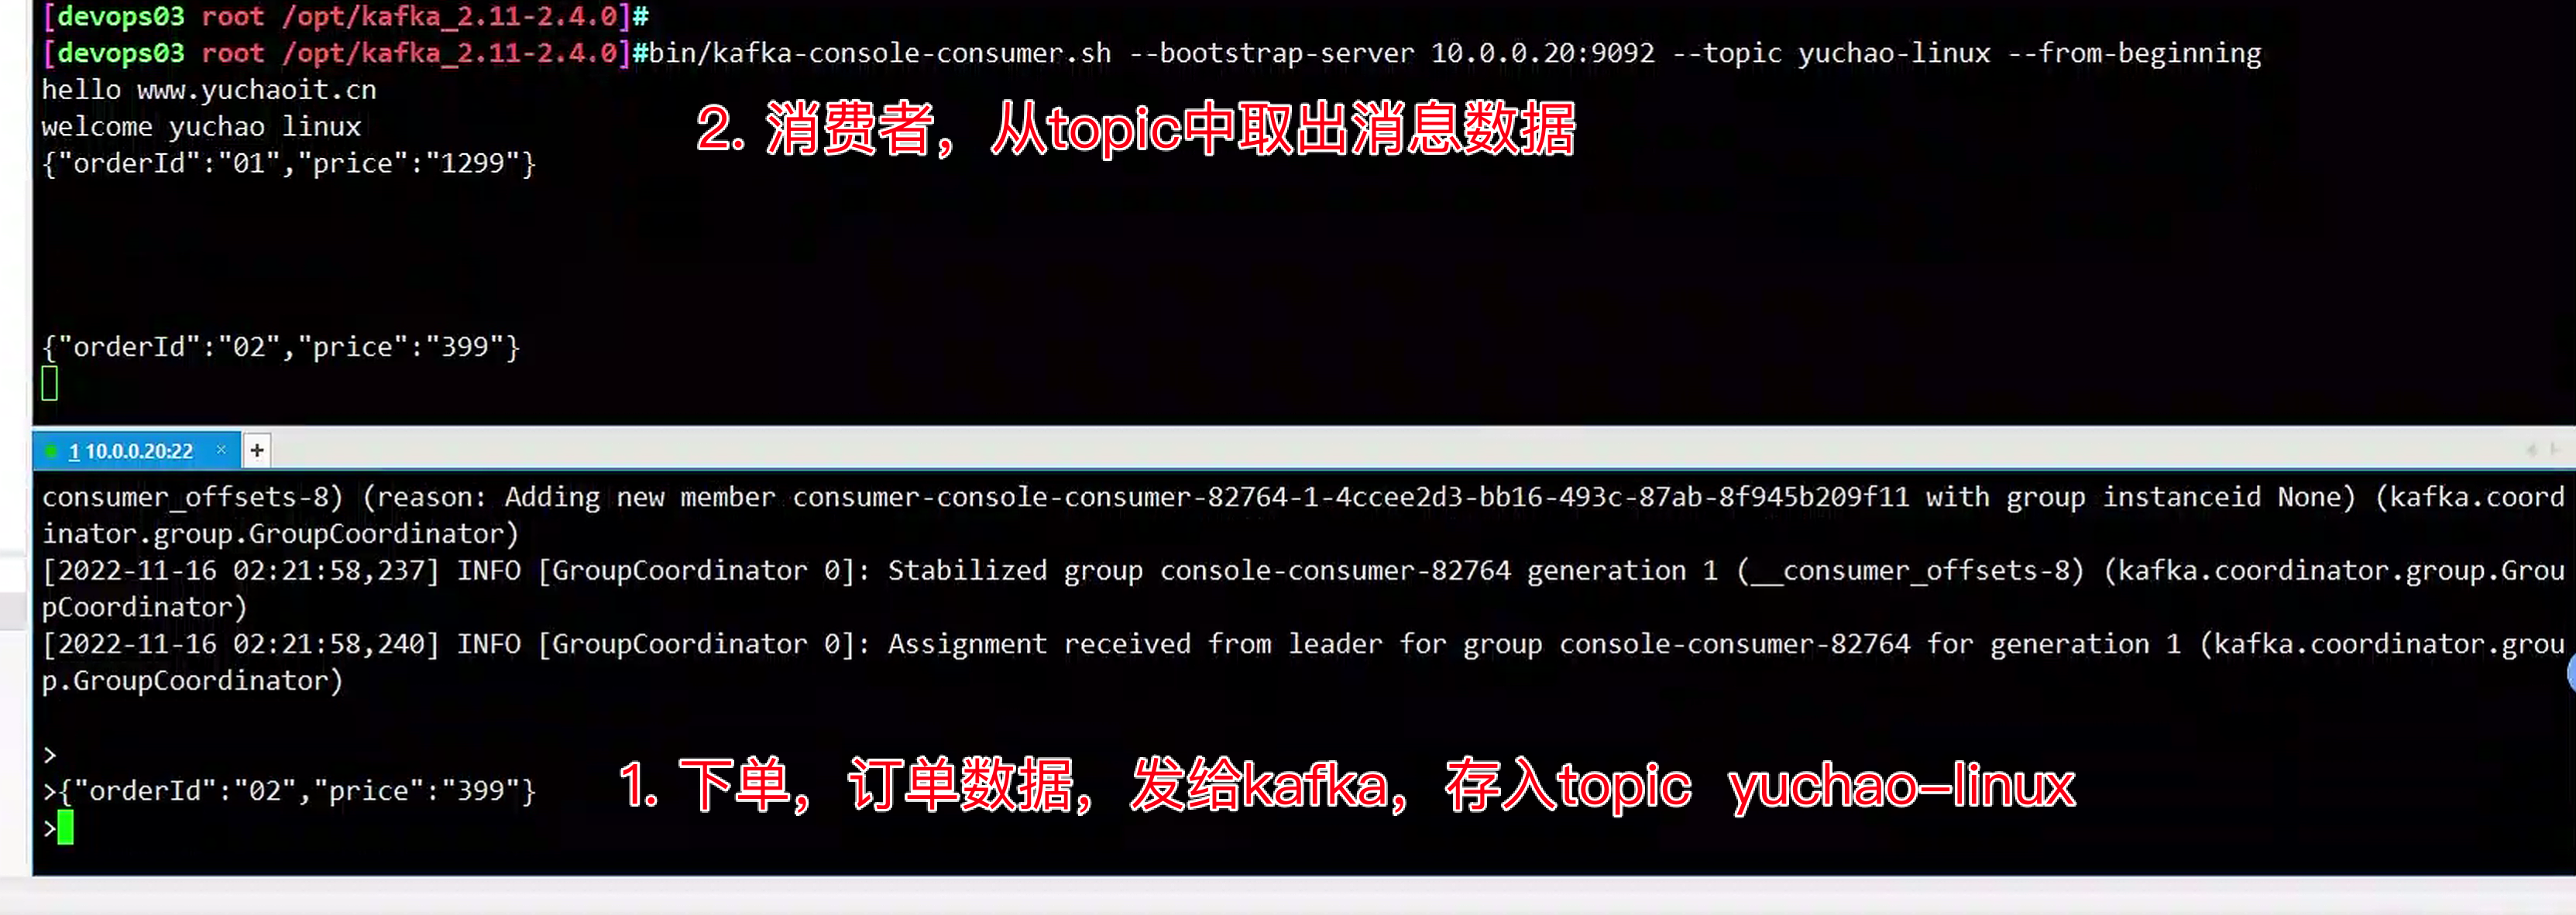 [devops03 root /opt/kafka_2.11-2.4.0]#
[devops03 root /opt/kafka_2.11-2.4.0]#bin/kafka-console-consumer.sh --bootstrap-server 10.0.0.20:9092 --topic yuchao-linux --from-beginning
hello www.yuchaoit.cn
welcome yuchao linux
2. 消费者，从topic中取出消息数据
{"orderId":"01","price":"1299"}
{"orderId":"02","price":"399"}
1 10.0.0.20:22 × +
consumer_offsets-8) (reason: Adding new member consumer-console-consumer-82764-1-4ccee2d3-bb16-493c-87ab-8f945b209f11 with group instanceid None) (kafka.coord
inator.group.GroupCoordinator)
[2022-11-16 02:21:58,237] INFO [GroupCoordinator 0]: Stabilized group console-consumer-82764 generation 1 (__consumer_offsets-8) (kafka.coordinator.group.Grou
pCoordinator)
[2022-11-16 02:21:58,240] INFO [GroupCoordinator 0]: Assignment received from leader for group console-consumer-82764 for generation 1 (kafka.coordinator.grou
p.GroupCoordinator)
>
>{"orderId":"02","price":"399"}
1. 下单，订单数据，发给kafka，存入topic yuchao-linux
>